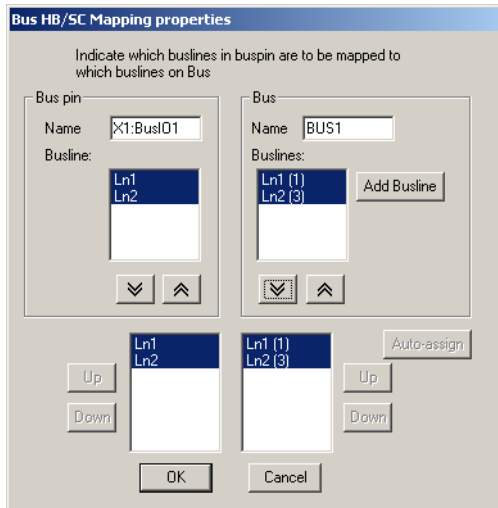 Bus HB/SC Mapping properties
Indicate which buslines in buspin are to be mapped to
which buslines on Bus
Bus pin
Name X1:BusIO1
Busline:
Ln1
Ln2
Bus
Name BUS1
Buslines:
Ln1 (1)
Ln2 (3)
Add Busline
Ln1
Ln2
Up
Down
Ln1 (1)
Ln2 (3)
Auto-assign
Up
Down
OK
Cancel